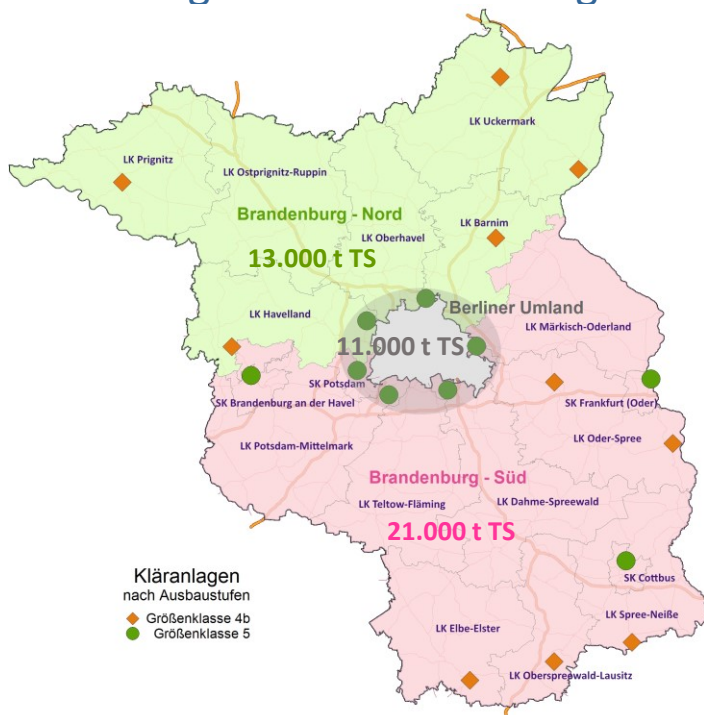 LK Uckermark
LK Prignitz
LK Ostprignitz-Ruppin
Brandenburg - Nord
LK Barnim
LK Oberhavel
13.000 t TS
Berliner Umland
LK Havelland
LK Märkisch-Oderland
11.000 t TS
SK Potsdam
SK Brandenburg an der Havel
SK Frankfurt (Oder)
LK Potsdam-Mittelmark
LK Oder-Spree
Brandenburg - Süd
LK Teltow-Fläming
LK Dahme-Spreewald
21.000 t TS
SK Cottbus
Kläranlagen
nach Ausbaustufen
Größenklasse 4b
Größenklasse 5
LK Spree-Neiße
LK Elbe-Elster
LK Oberspreewald-Lausitz